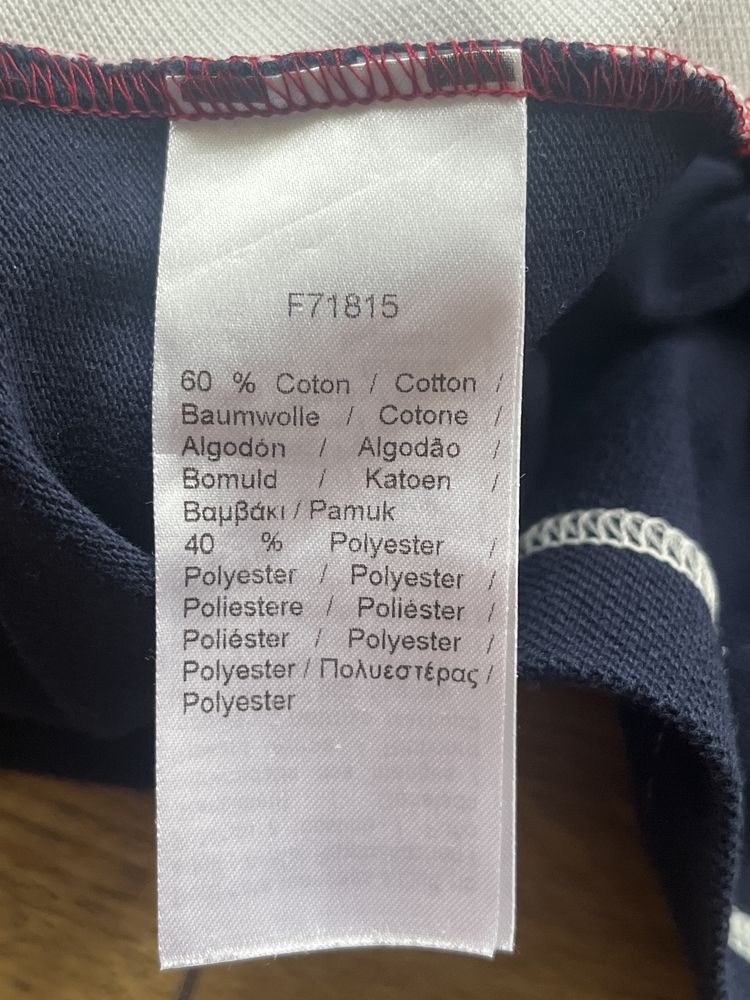 F71815
60 % Coton / Cotton /
Baumwolle / Cotone /
Algodón / Algodão /
Bomuld / Katoen /
Βαμβάκι / Pamuk
40 % Polyester /
Polyester / Polyester /
Poliestere / Poliéster /
Poliéster / Polyester /
Polyester / Πολυεστέρας /
Polyester